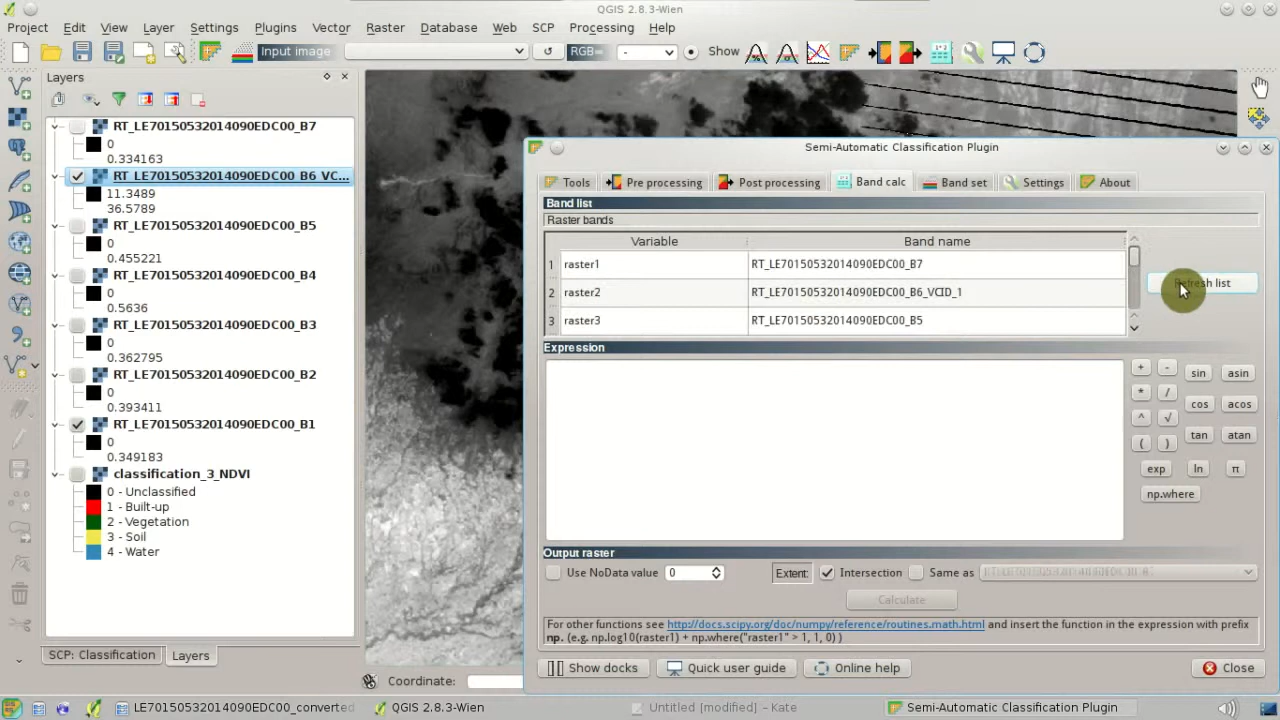 QGIS 2.8.3-Wien
Project Edit View Layer Settings Plugins Vector Raster Database Web SCP Processing Help
Input image RGB= - Show
Layers
RT_LE70150532014090EDC00_B7
0
0.334163
RT_LE70150532014090EDC00_B6_VC...
11.3489
36.5789
RT_LE70150532014090EDC00_B5
0
0.455221
RT_LE70150532014090EDC00_B4
0
0.5636
RT_LE70150532014090EDC00_B3
0
0.362795
RT_LE70150532014090EDC00_B2
0
0.393411
RT_LE70150532014090EDC00_B1
0
0.349183
classification_3_NDVI
0 - Unclassified
1 - Built-up
2 - Vegetation
3 - Soil
4 - Water
SCP: Classification Layers
Coordinate:
Semi-Automatic Classification Plugin
Tools Pre processing Post processing Band calc Band set Settings About
Band list
Raster bands
Variable Band name
1 raster1 RT_LE70150532014090EDC00_B7
2 raster2 RT_LE70150532014090EDC00_B6_VCID_1
3 raster3 RT_LE70150532014090EDC00_B5
Refresh list
Expression
+ - sin asin
* / cos acos
^ √ tan atan
( ) exp ln π
np.where
Output raster
Use NoData value 0 Extent: Intersection Same as
Calculate
For other functions see http://docs.scipy.org/doc/numpy/reference/routines.math.html and insert the function in the expression with prefix
np. (e.g. np.log10(raster1) + np.where("raster1" > 1, 1, 0) )
Show docks Quick user guide Online help Close
LE70150532014090EDC00_converted QGIS 2.8.3-Wien Untitled [modified] - Kate Semi-Automatic Classification Plugin